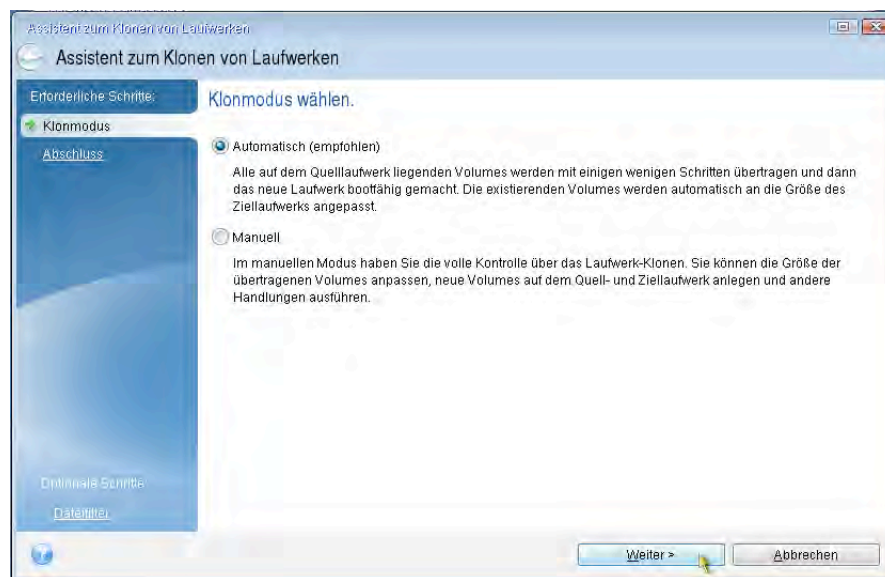 Assistent zum Klonen von Laufwerken
Assistent zum Klonen von Laufwerken
Erforderliche Schritte:
Klonmodus
Abschluss
Optionale Schritte
Dateifilter
Klonmodus wählen.
Automatisch (empfohlen)
Alle auf dem Quelllaufwerk liegenden Volumes werden mit einigen wenigen Schritten übertragen und dann
das neue Laufwerk bootfähig gemacht. Die existierenden Volumes werden automatisch an die Größe des
Ziellaufwerks angepasst.
Manuell
Im manuellen Modus haben Sie die volle Kontrolle über das Laufwerk-Klonen. Sie können die Größe der
übertragenen Volumes anpassen, neue Volumes auf dem Quell- und Ziellaufwerk anlegen und andere
Handlungen ausführen.
Weiter >
Abbrechen